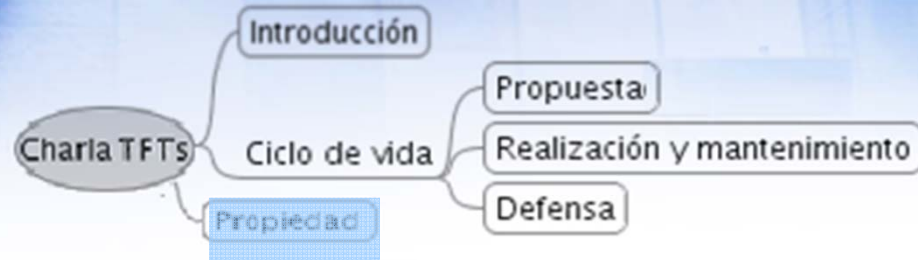 Introducción
Propuesta
Charla TFTs
Ciclo de vida
Realización y mantenimiento
Propiedad
Defensa